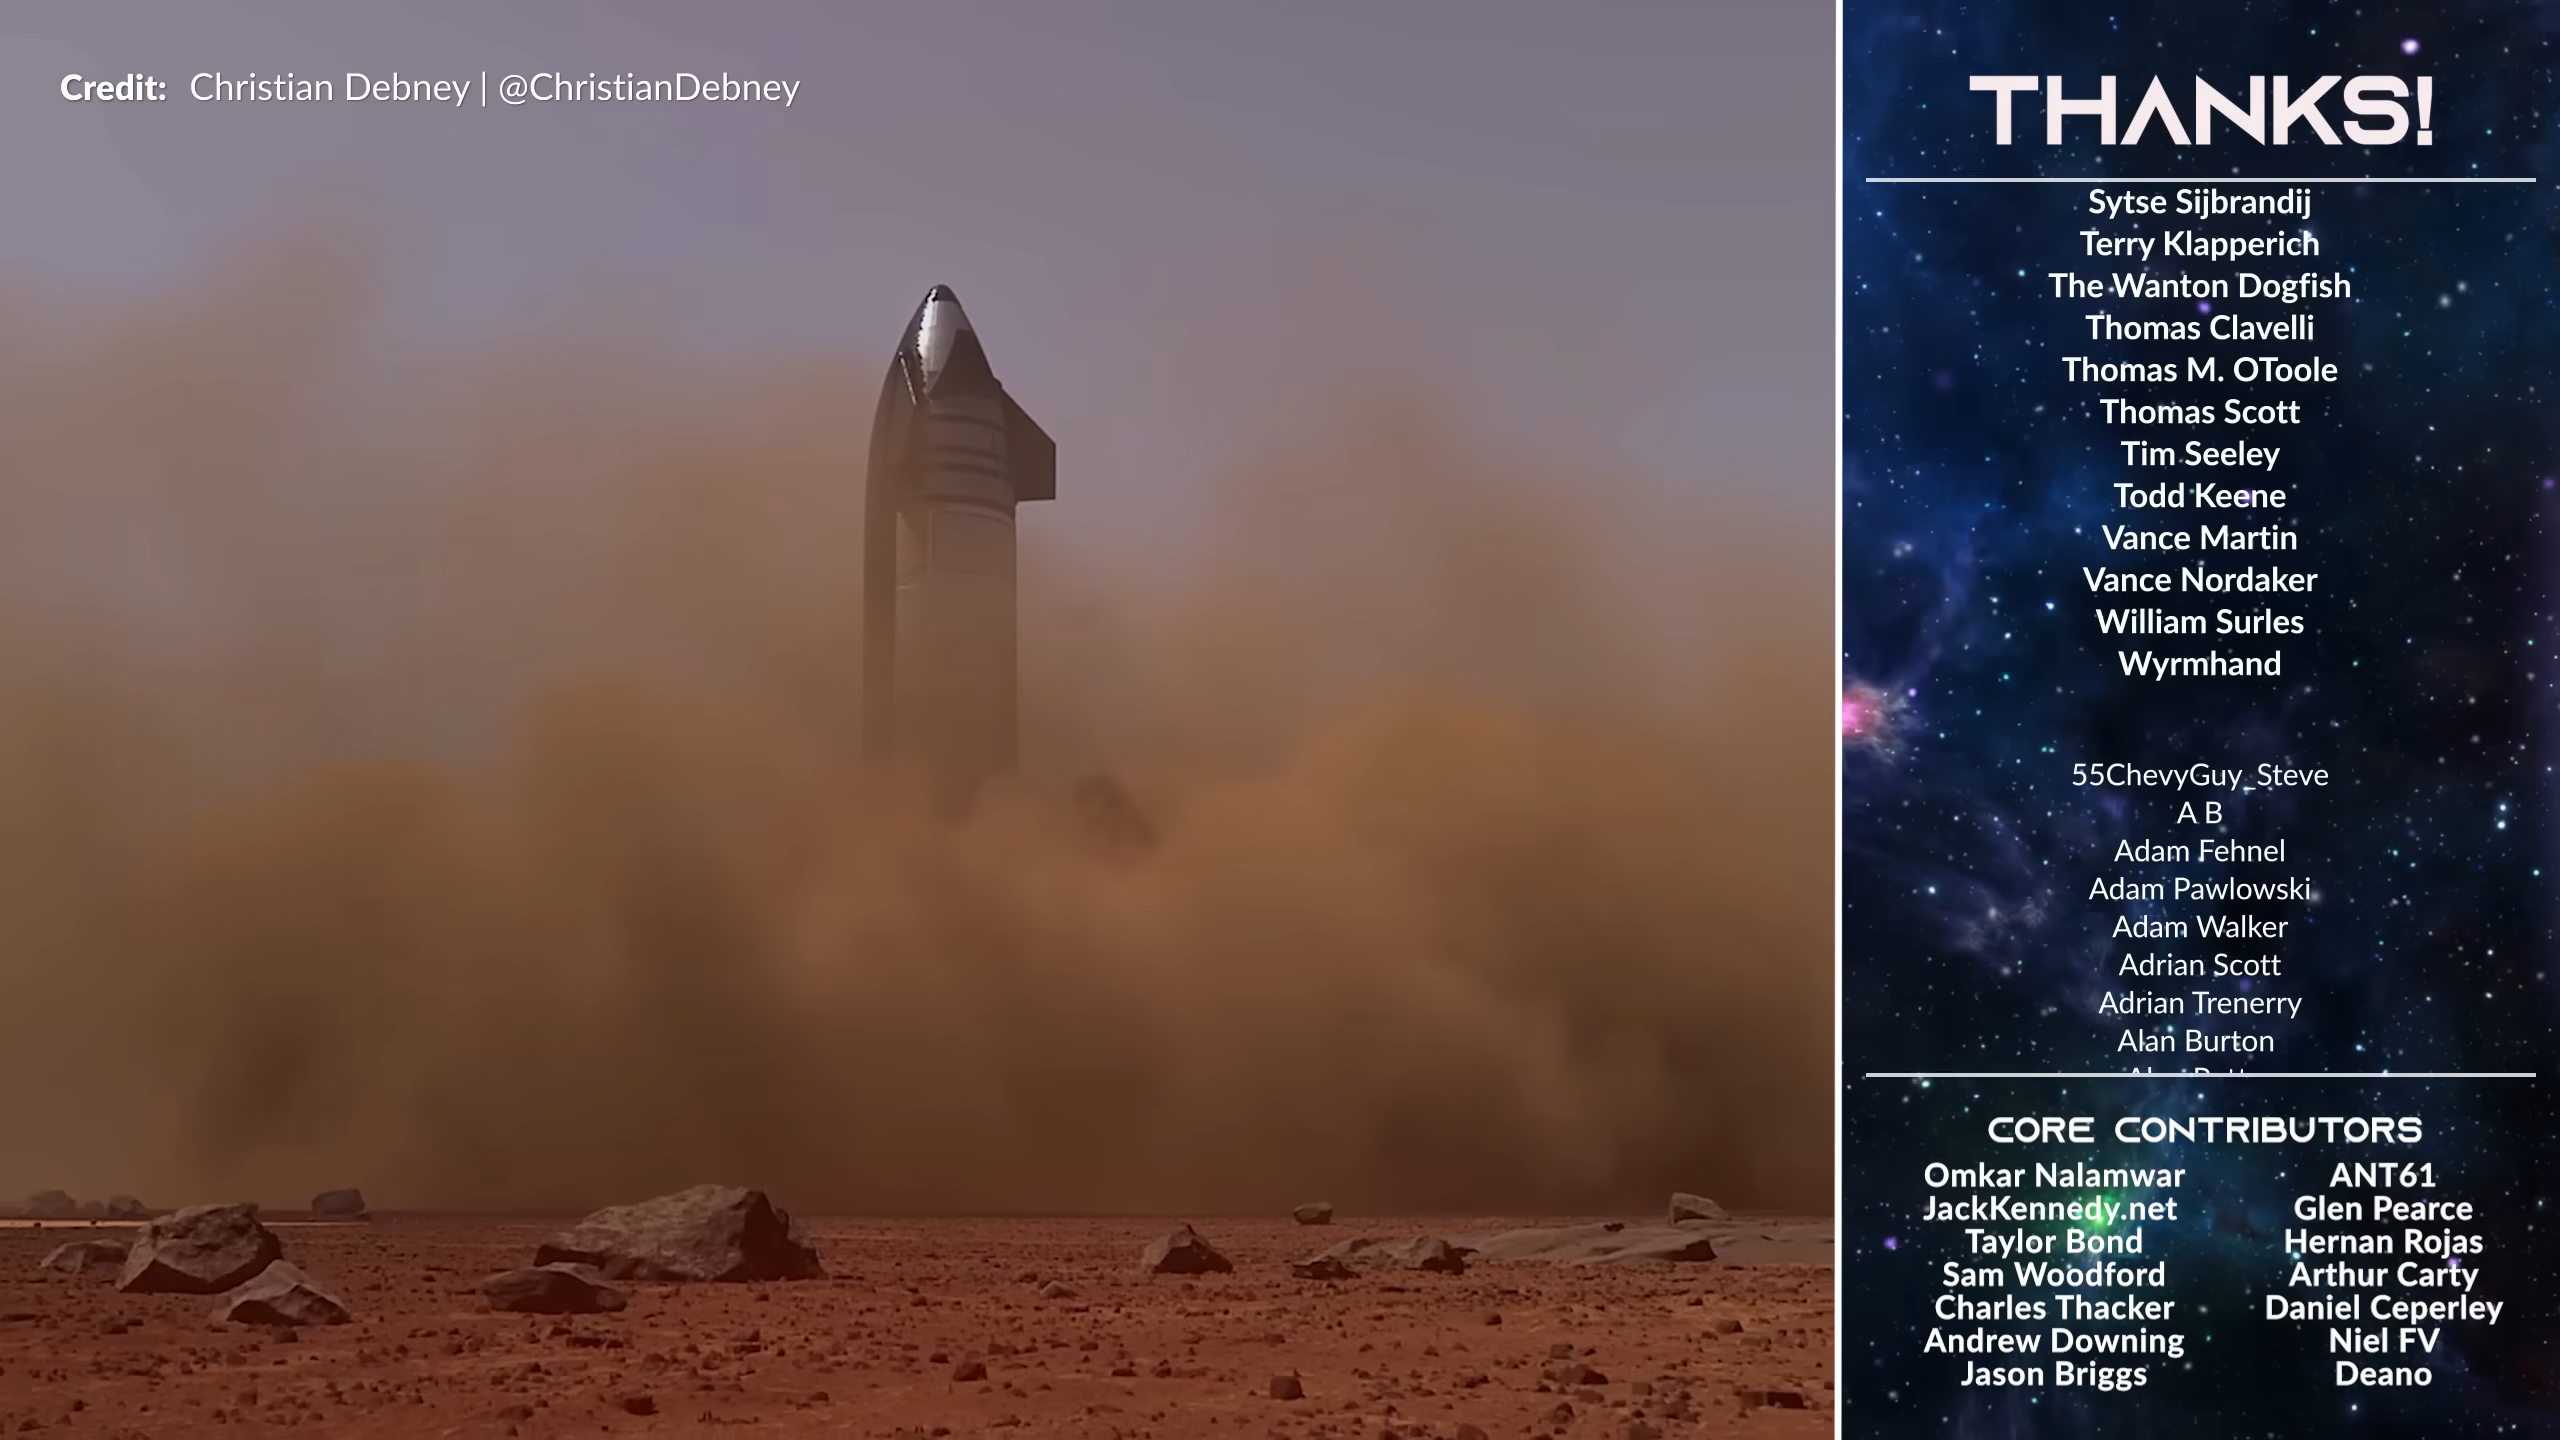 Credit: Christian Debney | @ChristianDebney
THANKS!
Sytse Sijbrandij
Terry Klapperich
The Wanton Dogfish
Thomas Clavelli
Thomas M. OToole
Thomas Scott
Tim Seeley
Todd Keene
Vance Martin
Vance Nordaker
William Surles
Wyrmhand
55ChevyGuy_Steve
A B
Adam Fehnel
Adam Pawlowski
Adam Walker
Adrian Scott
Adrian Trenerry
Alan Burton
CORE CONTRIBUTORS
Omkar Nalamwar
JackKennedy.net
Taylor Bond
Sam Woodford
Charles Thacker
Andrew Downing
Jason Briggs
ANT61
Glen Pearce
Hernan Rojas
Arthur Carty
Daniel Ceperley
Niel FV
Deano